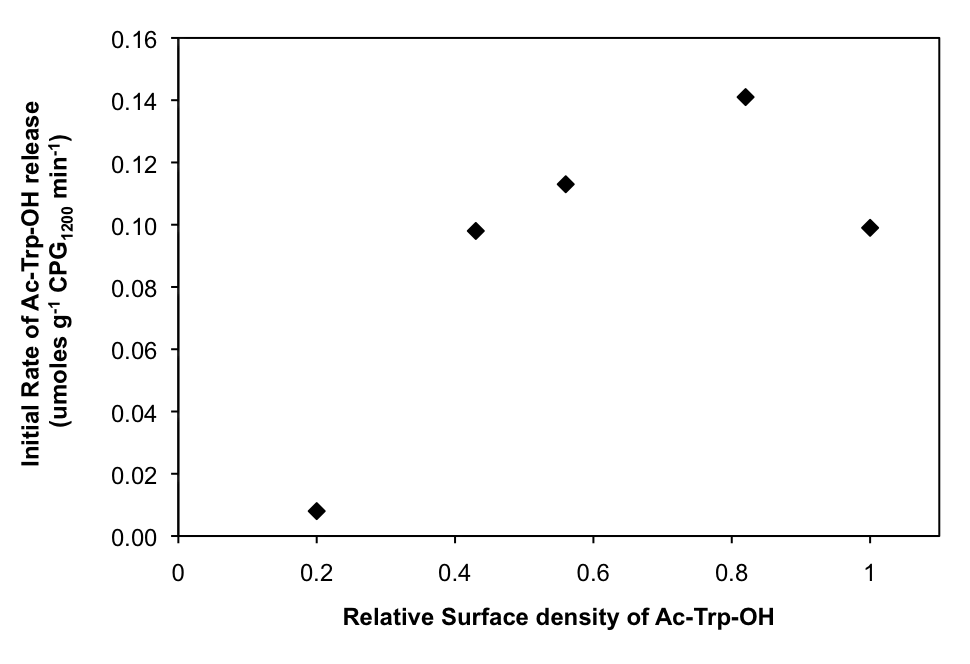 Initial Rate of Ac-Trp-OH release
(umoles g⁻¹ CPG₁₂₀₀ min⁻¹)
0.16
0.14
0.12
0.10
0.08
0.06
0.04
0.02
0.00
0 0.2 0.4 0.6 0.8 1
Relative Surface density of Ac-Trp-OH